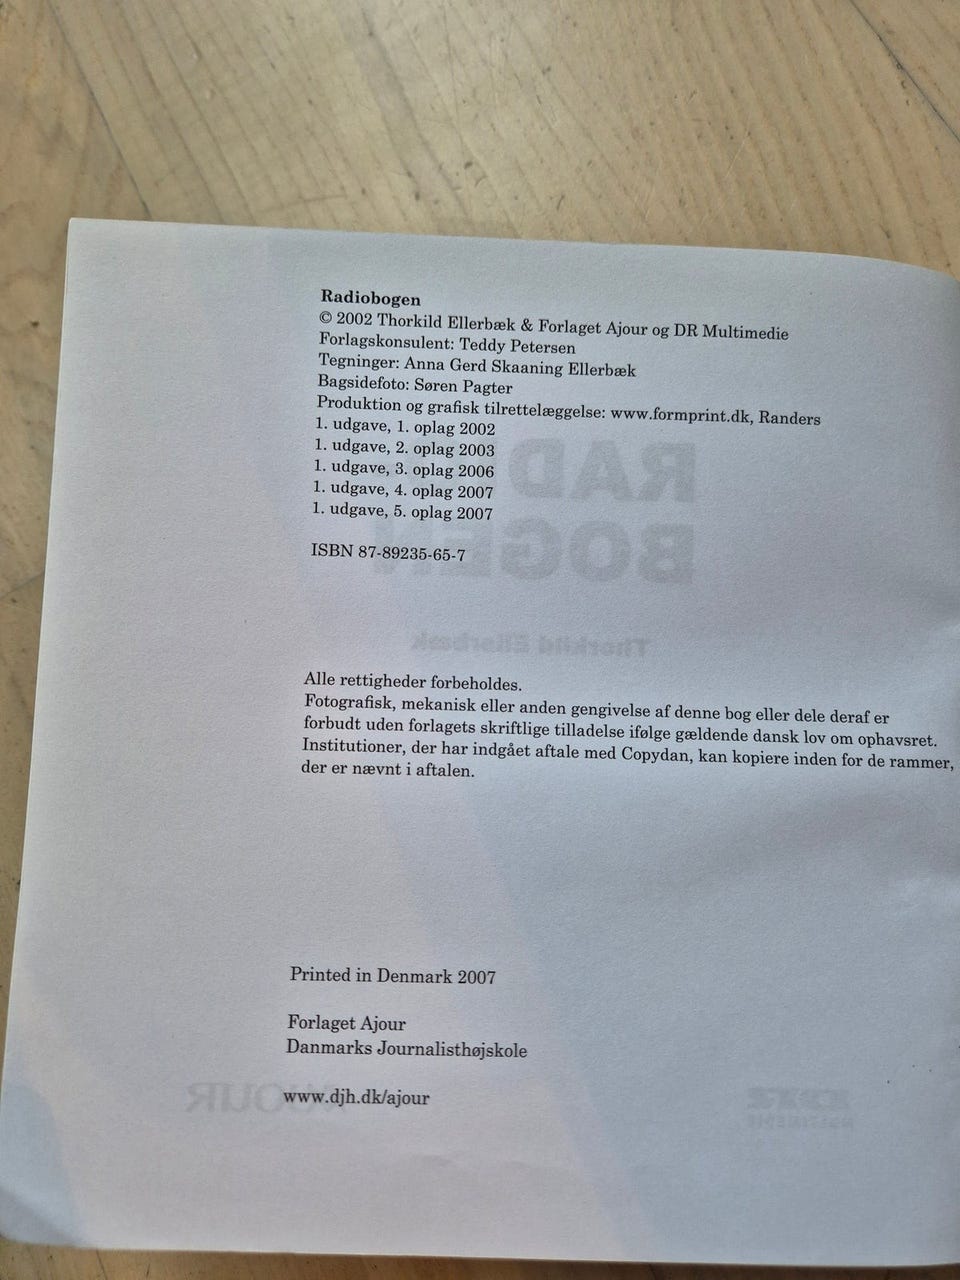 Radiobogen
© 2002 Thorkild Ellerbæk & Forlaget Ajour og DR Multimedie
Forlagskonsulent: Teddy Petersen
Tegninger: Anna Gerd Skaaning Ellerbæk
Bagsidefoto: Søren Pagter
Produktion og grafisk tilrettelæggelse: www.formprint.dk, Randers
1. udgave, 1. oplag 2002
1. udgave, 2. oplag 2003
1. udgave, 3. oplag 2006
1. udgave, 4. oplag 2007
1. udgave, 5. oplag 2007
ISBN 87-89235-65-7
Alle rettigheder forbeholdes.
Fotografisk, mekanisk eller anden gengivelse af denne bog eller dele deraf er
forbudt uden forlagets skriftlige tilladelse ifølge gældende dansk lov om ophavsret.
Institutioner, der har indgået aftale med Copydan, kan kopiere inden for de rammer,
der er nævnt i aftalen.
Printed in Denmark 2007
Forlaget Ajour
Danmarks Journalisthøjskole
www.djh.dk/ajour